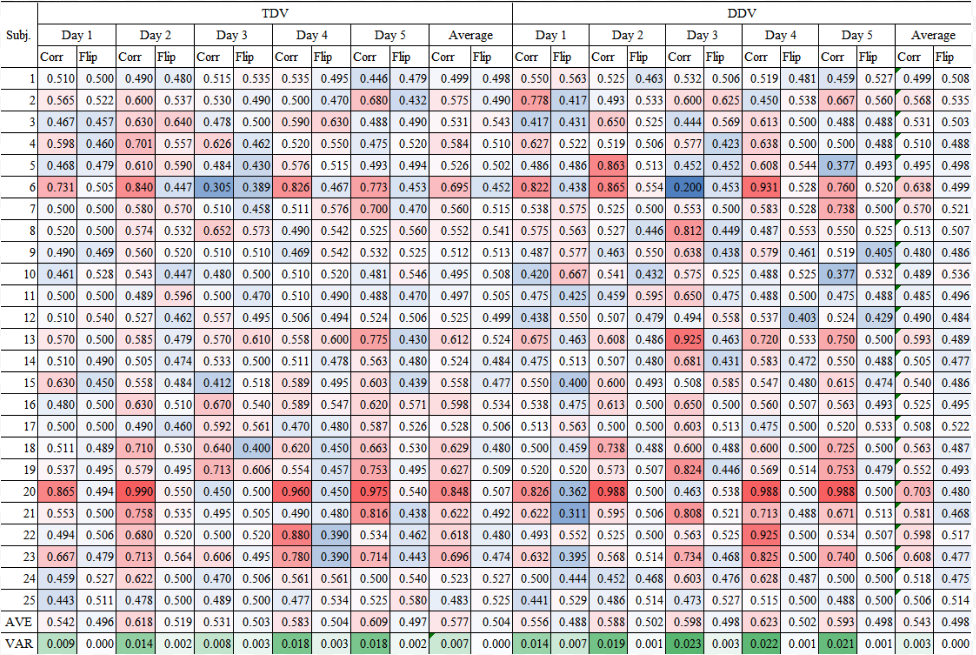 TDV DDV
Subj. Day 1 Day 2 Day 3 Day 4 Day 5 Average Day 1 Day 2 Day 3 Day 4 Day 5 Average
Corr Flip Corr Flip Corr Flip Corr Flip Corr Flip Corr Flip Corr Flip Corr Flip Corr Flip Corr Flip Corr Flip Corr Flip
1 0.510 0.500 0.490 0.480 0.515 0.535 0.535 0.495 0.446 0.479 0.499 0.498 0.550 0.563 0.525 0.463 0.532 0.506 0.519 0.481 0.459 0.527 0.499 0.508
2 0.565 0.522 0.600 0.537 0.530 0.490 0.500 0.470 0.680 0.432 0.575 0.490 0.778 0.417 0.493 0.533 0.600 0.625 0.450 0.538 0.667 0.560 0.568 0.535
3 0.467 0.457 0.630 0.640 0.478 0.500 0.590 0.630 0.488 0.490 0.531 0.543 0.417 0.431 0.650 0.525 0.444 0.569 0.613 0.500 0.488 0.488 0.531 0.503
4 0.598 0.460 0.701 0.557 0.626 0.462 0.520 0.550 0.475 0.520 0.584 0.510 0.627 0.522 0.519 0.506 0.577 0.423 0.638 0.500 0.500 0.488 0.510 0.488
5 0.468 0.479 0.610 0.590 0.484 0.430 0.576 0.515 0.493 0.494 0.526 0.502 0.486 0.486 0.863 0.513 0.452 0.452 0.608 0.544 0.377 0.493 0.495 0.498
6 0.731 0.505 0.840 0.447 0.305 0.389 0.826 0.467 0.773 0.453 0.695 0.452 0.822 0.438 0.865 0.554 0.200 0.453 0.931 0.528 0.760 0.520 0.638 0.499
7 0.500 0.500 0.580 0.570 0.510 0.458 0.511 0.576 0.700 0.470 0.560 0.515 0.538 0.575 0.525 0.500 0.553 0.500 0.583 0.528 0.738 0.500 0.570 0.521
8 0.520 0.500 0.574 0.532 0.652 0.573 0.490 0.542 0.525 0.560 0.552 0.541 0.575 0.563 0.527 0.446 0.812 0.449 0.487 0.553 0.550 0.525 0.513 0.507
9 0.490 0.469 0.560 0.520 0.510 0.510 0.469 0.542 0.532 0.525 0.512 0.513 0.487 0.577 0.463 0.550 0.638 0.438 0.579 0.461 0.519 0.405 0.480 0.486
10 0.461 0.528 0.543 0.447 0.480 0.500 0.510 0.520 0.481 0.546 0.495 0.508 0.420 0.667 0.541 0.432 0.575 0.525 0.488 0.525 0.377 0.532 0.489 0.536
11 0.500 0.500 0.489 0.596 0.500 0.470 0.510 0.490 0.488 0.470 0.497 0.505 0.475 0.425 0.459 0.595 0.650 0.475 0.488 0.500 0.475 0.488 0.485 0.496
12 0.510 0.540 0.527 0.462 0.557 0.495 0.506 0.494 0.524 0.506 0.525 0.499 0.438 0.550 0.507 0.479 0.494 0.558 0.537 0.403 0.524 0.429 0.490 0.484
13 0.570 0.500 0.585 0.479 0.570 0.610 0.558 0.600 0.775 0.430 0.612 0.524 0.675 0.463 0.608 0.486 0.925 0.463 0.720 0.533 0.750 0.500 0.593 0.489
14 0.510 0.490 0.505 0.474 0.533 0.500 0.511 0.478 0.563 0.480 0.524 0.484 0.475 0.513 0.507 0.480 0.681 0.431 0.583 0.472 0.550 0.488 0.505 0.477
15 0.630 0.450 0.558 0.484 0.412 0.518 0.589 0.495 0.603 0.439 0.558 0.477 0.550 0.400 0.600 0.493 0.508 0.585 0.547 0.480 0.615 0.474 0.540 0.486
16 0.480 0.500 0.630 0.510 0.670 0.540 0.589 0.547 0.620 0.571 0.598 0.534 0.538 0.475 0.613 0.500 0.650 0.500 0.560 0.507 0.563 0.493 0.525 0.495
17 0.500 0.500 0.490 0.460 0.592 0.561 0.470 0.480 0.587 0.526 0.528 0.505 0.513 0.459 0.500 0.500 0.603 0.513 0.475 0.500 0.520 0.533 0.508 0.522
18 0.511 0.489 0.710 0.530 0.640 0.400 0.620 0.450 0.663 0.530 0.629 0.480 0.500 0.450 0.738 0.488 0.600 0.488 0.600 0.500 0.725 0.500 0.563 0.487
19 0.537 0.495 0.579 0.495 0.713 0.606 0.554 0.457 0.753 0.495 0.627 0.509 0.520 0.520 0.573 0.507 0.824 0.446 0.569 0.514 0.753 0.479 0.552 0.493
20 0.865 0.494 0.990 0.550 0.450 0.500 0.960 0.450 0.975 0.540 0.848 0.507 0.826 0.362 0.988 0.500 0.463 0.538 0.988 0.500 0.988 0.500 0.703 0.480
21 0.553 0.500 0.758 0.535 0.495 0.505 0.490 0.480 0.816 0.438 0.622 0.492 0.622 0.311 0.595 0.506 0.808 0.521 0.713 0.488 0.671 0.513 0.581 0.468
22 0.494 0.506 0.680 0.520 0.500 0.520 0.880 0.390 0.534 0.462 0.618 0.480 0.493 0.552 0.525 0.500 0.563 0.525 0.925 0.500 0.534 0.507 0.598 0.517
23 0.667 0.479 0.713 0.564 0.606 0.495 0.780 0.390 0.714 0.443 0.696 0.474 0.632 0.395 0.568 0.514 0.734 0.468 0.825 0.500 0.740 0.506 0.608 0.477
24 0.459 0.527 0.622 0.500 0.470 0.506 0.561 0.561 0.500 0.540 0.523 0.527 0.500 0.444 0.452 0.468 0.603 0.476 0.628 0.487 0.500 0.500 0.518 0.475
25 0.443 0.511 0.478 0.500 0.489 0.500 0.477 0.534 0.525 0.580 0.483 0.525 0.441 0.529 0.486 0.514 0.473 0.527 0.515 0.500 0.488 0.500 0.506 0.514
AVE 0.542 0.496 0.618 0.519 0.531 0.503 0.583 0.504 0.609 0.497 0.577 0.504 0.556 0.488 0.588 0.502 0.598 0.498 0.623 0.502 0.593 0.498 0.543 0.498
VAR 0.009 0.000 0.014 0.002 0.008 0.003 0.018 0.003 0.018 0.002 0.007 0.000 0.014 0.007 0.019 0.001 0.023 0.003 0.022 0.001 0.021 0.001 0.003 0.000